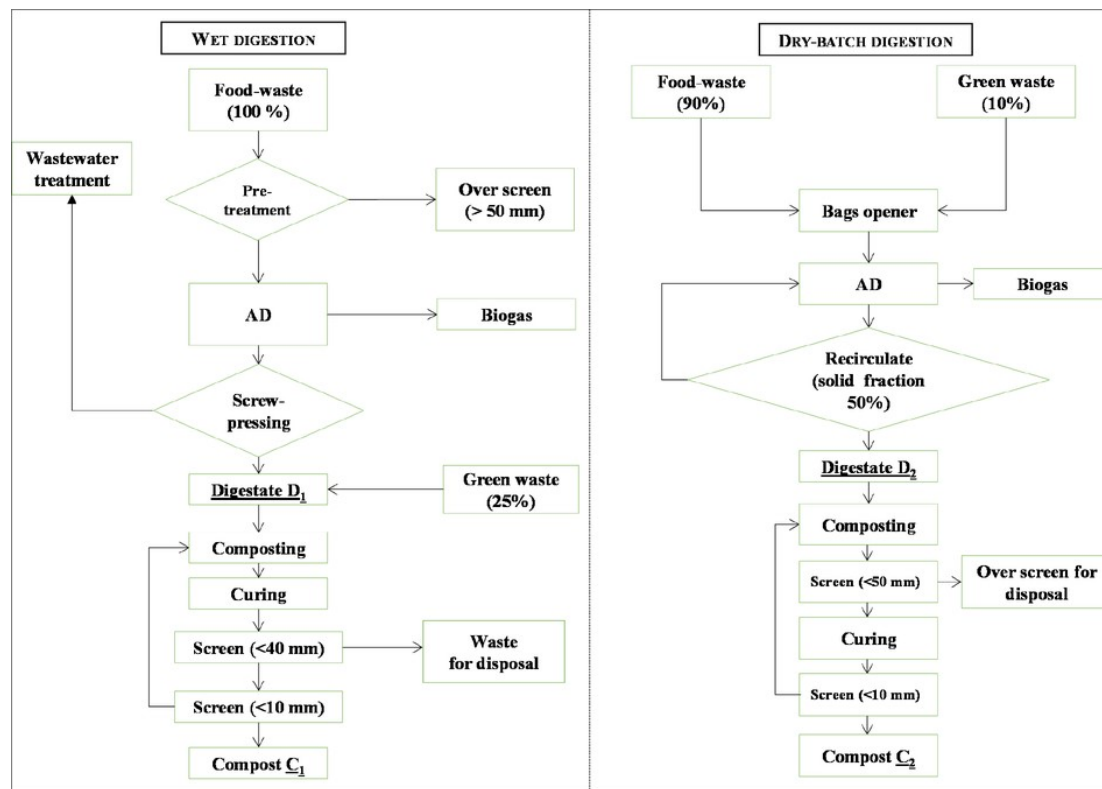 WET DIGESTION
Food-waste
(100 %)
Wastewater
treatment
Pre-
treatment
Over screen
(> 50 mm)
AD
Biogas
Screw-
pressing
Digestate D1
Green waste
(25%)
Composting
Curing
Screen (<40 mm)
Waste
for disposal
Screen (<10 mm)
Compost C1
DRY-BATCH DIGESTION
Food-waste
(90%)
Green waste
(10%)
Bags opener
AD
Biogas
Recirculate
(solid fraction
50%)
Digestate D2
Composting
Screen (<50 mm)
Over screen for
disposal
Curing
Screen (<10 mm)
Compost C2